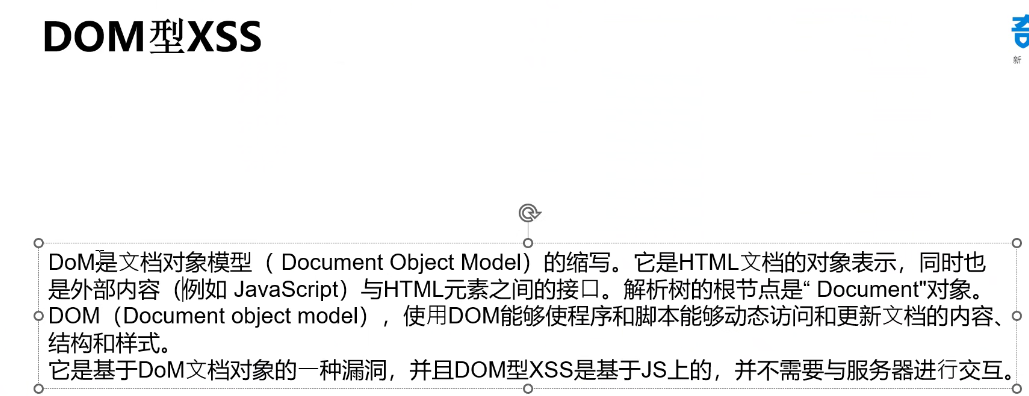 DOM型XSS
新
DoM是文档对象模型（ Document Object Model）的缩写。它是HTML文档的对象表示，同时也
是外部内容（例如 JavaScript）与HTML元素之间的接口。解析树的根节点是“ Document"对象。
DOM（Document object model），使用DOM能够使程序和脚本能够动态访问和更新文档的内容、
结构和样式。
它是基于DoM文档对象的一种漏洞，并且DOM型XSS是基于JS上的，并不需要与服务器进行交互。